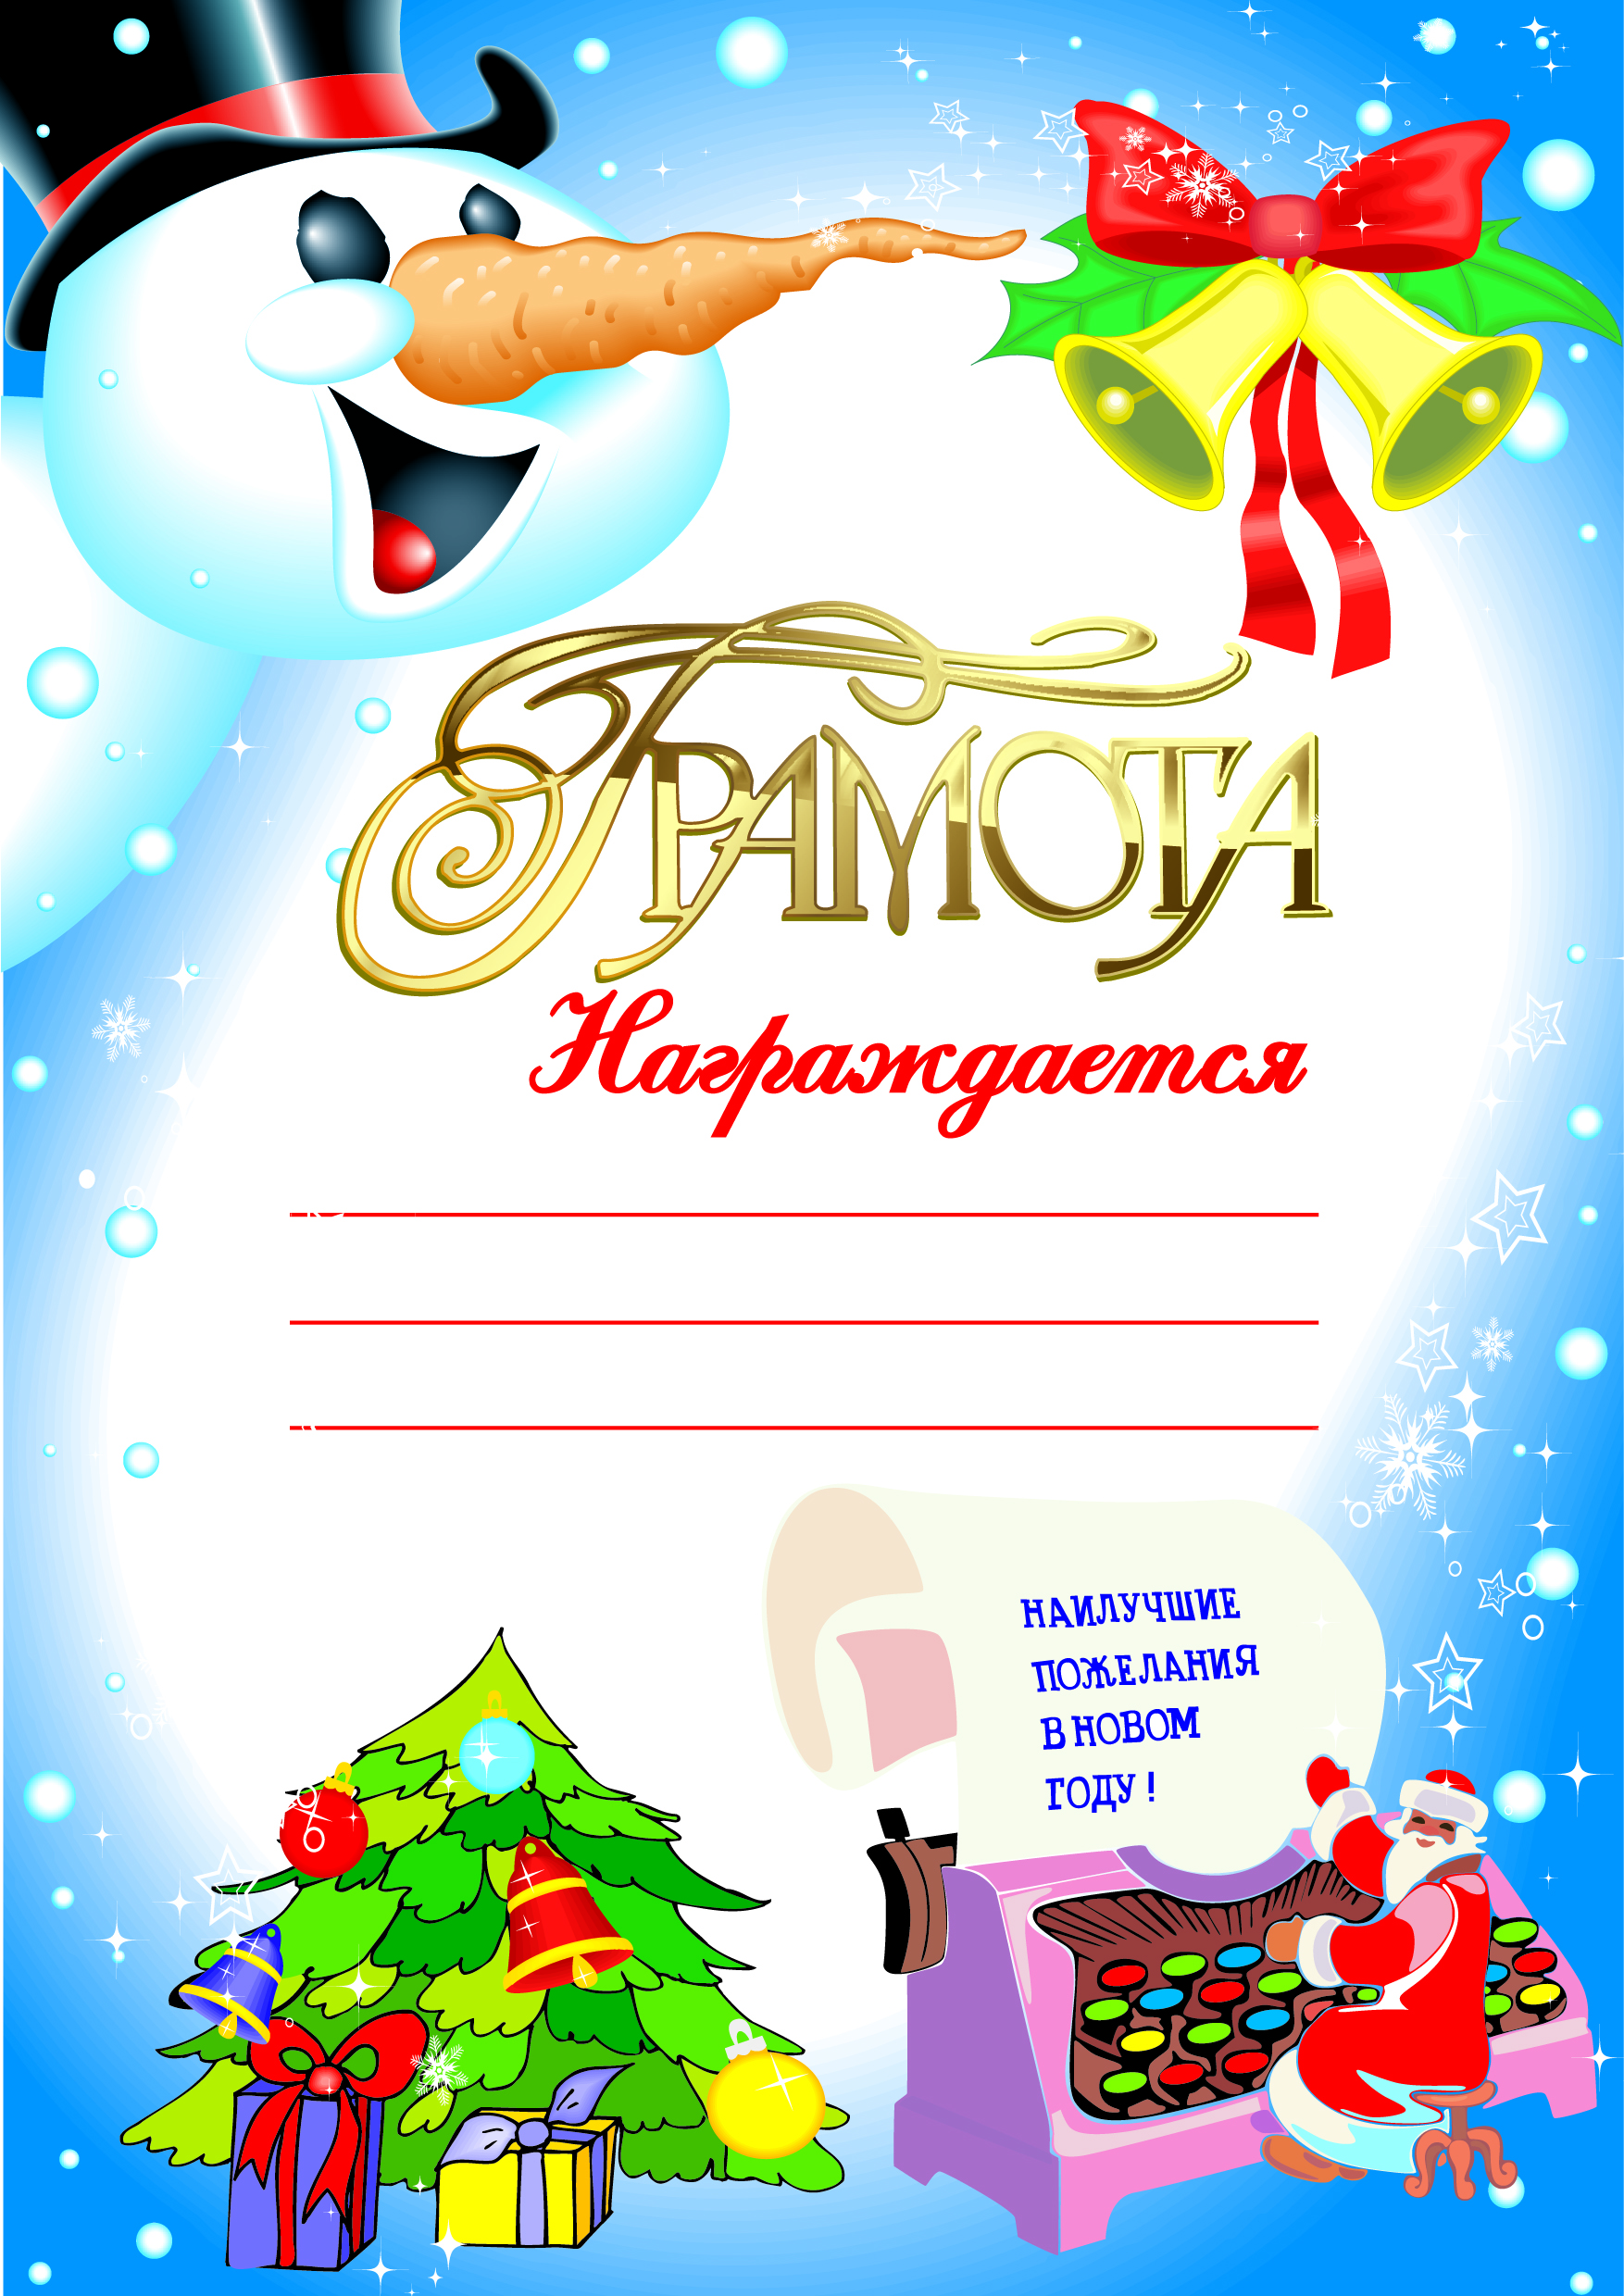 ГРАМОТА
Награждается
НАИЛУЧШИЕ
ПОЖЕЛАНИЯ
В НОВОМ
ГОДУ !